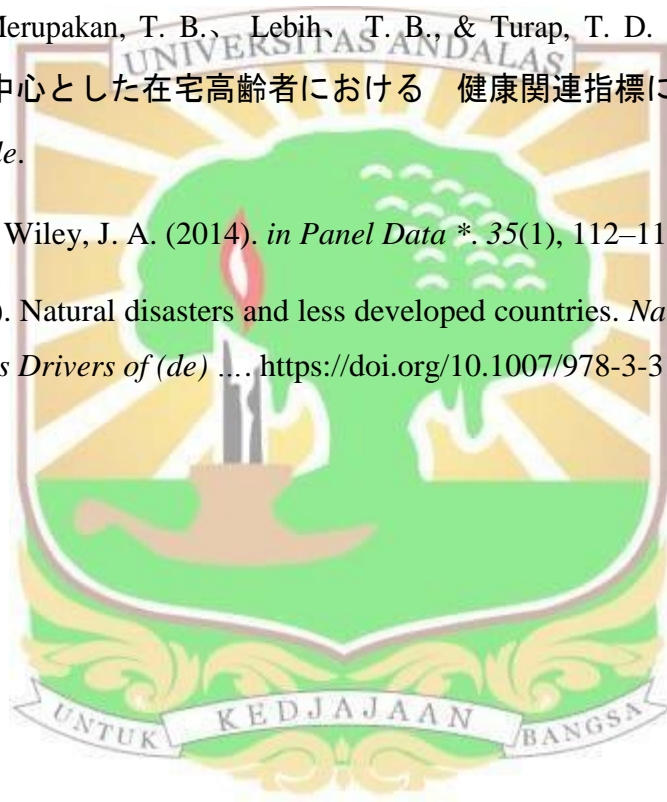 Merupakan, T. B.、 Lebih、 T. B., & Turap, T. D.
UNIVERSITAS ANDALAS
中心とした在宅高齢者における 健康関連指標に
de.
Wiley, J. A. (2014). in Panel Data *. 35(1), 112–11
). Natural disasters and less developed countries. Na
s Drivers of (de) …. https://doi.org/10.1007/978-3-3
UNTUK KEDJAJAAN BANGSA